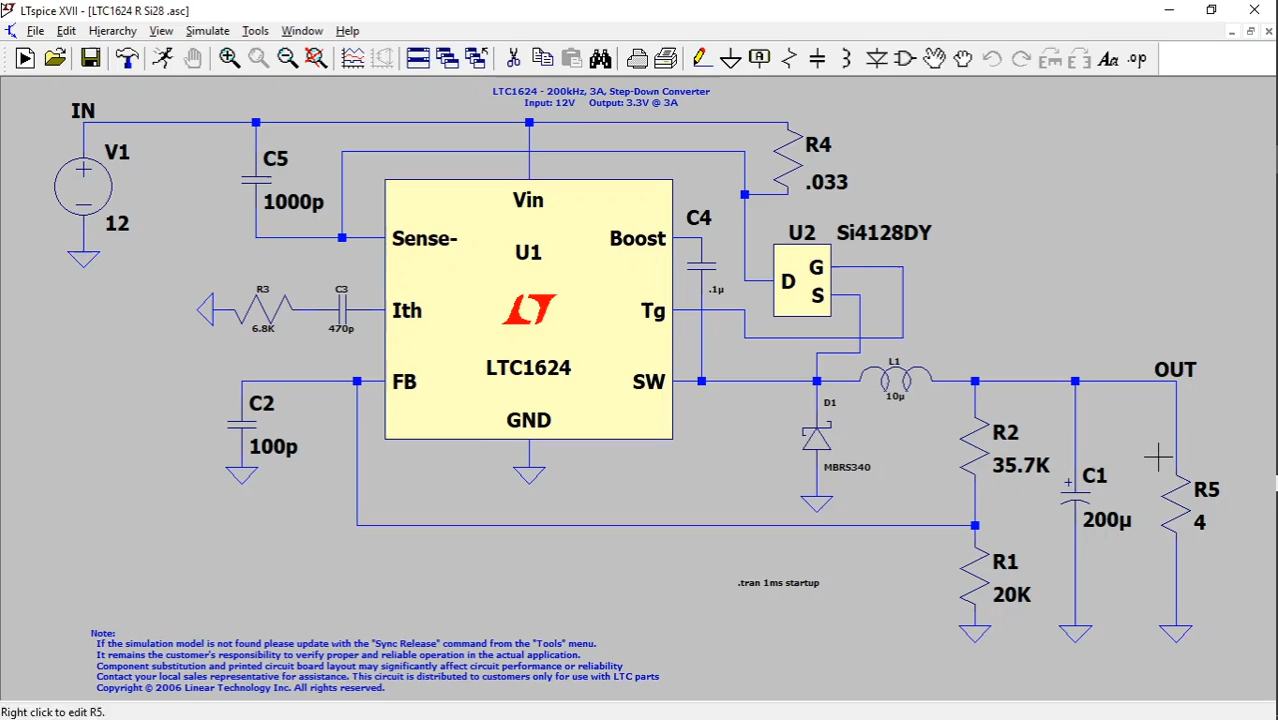 LTspice XVII - [LTC1624 R Si28 .asc]
File Edit Hierarchy View Simulate Tools Window Help
Aa .op
LTC1624 - 200kHz, 3A, Step-Down Converter
Input: 12V Output: 3.3V @ 3A
IN
V1
12
C5
1000p
R4
.033
Vin
Sense-
U1
Boost
C4
.1µ
U2
Si4128DY
D
G
S
R3
6.8K
C3
470p
Ith
Tg
LTC1624
FB
SW
GND
C2
100p
L1
10µ
OUT
D1
MBRS340
R2
35.7K
+
C1
200µ
R5
4
R1
20K
.tran 1ms startup
Note:
If the simulation model is not found please update with the "Sync Release" command from the "Tools" menu.
It remains the customer's responsibility to verify proper and reliable operation in the actual application.
Component substitution and printed circuit board layout may significantly affect circuit performance or reliability
Contact your local sales representative for assistance. This circuit is distributed to customers only for use with LTC parts
Copyright © 2006 Linear Technology Inc. All rights reserved.
Right click to edit R5.